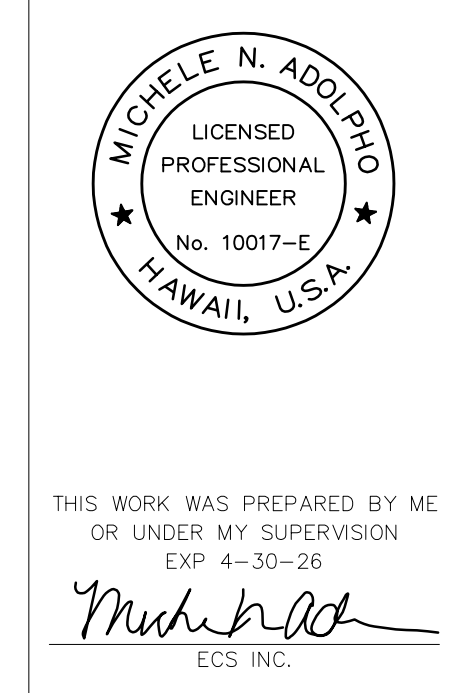 MICHELE N. ADOLPHO
LICENSED
PROFESSIONAL
ENGINEER
No. 10017-E
HAWAII, U.S.A.
THIS WORK WAS PREPARED BY ME
OR UNDER MY SUPERVISION
EXP 4-30-26
ECS INC.